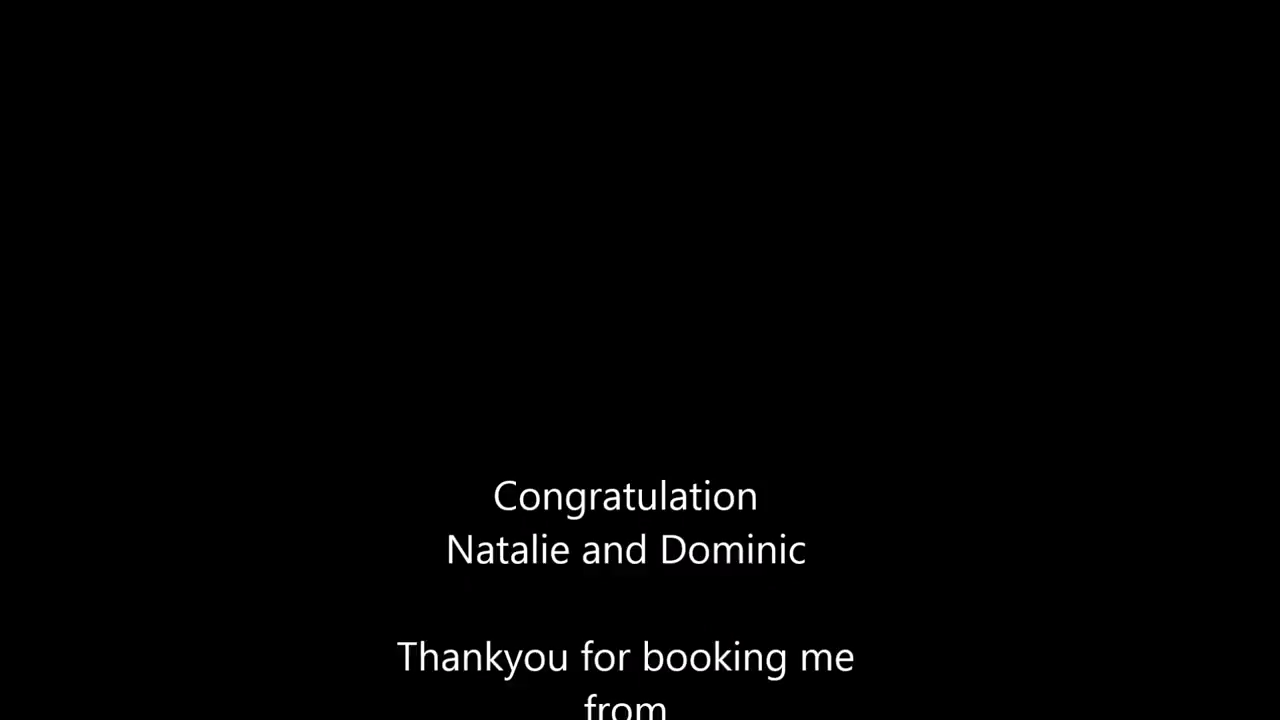 Congratulation
Natalie and Dominic
Thankyou for booking me
from